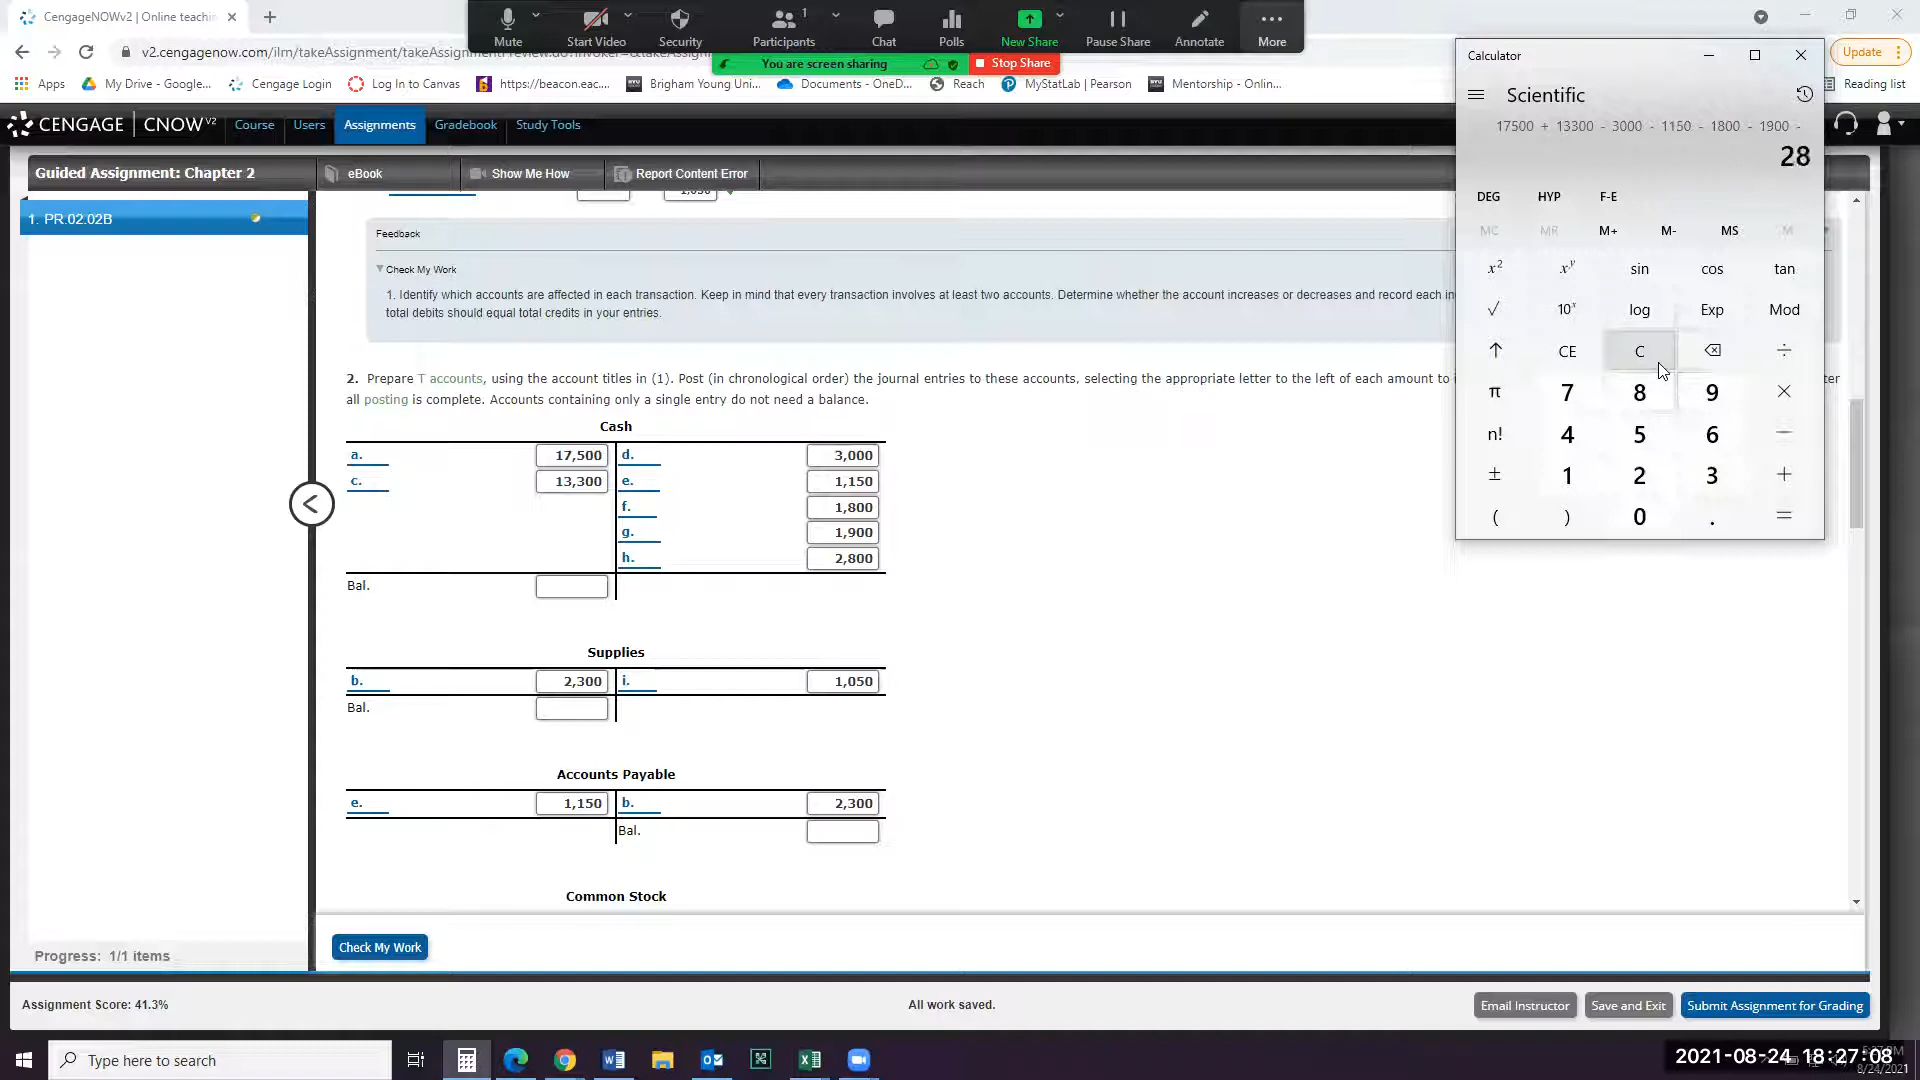 CengageNOWv2 | Online teachin
Mute
Start Video
Security
1
Participants
Chat
Polls
New Share
Pause Share
Annotate
More
You are screen sharing
Stop Share
v2.cengagenow.com/ilrn/takeAssignment/takeAssignment
Update
Apps
My Drive - Google...
Cengage Login
Log In to Canvas
https://beacon.eac....
Brigham Young Uni...
Documents - OneD...
Reach
MyStatLab | Pearson
Mentorship - Onlin...
Reading list
CENGAGE | CNOWv2
Course
Users
Assignments
Gradebook
Study Tools
Guided Assignment: Chapter 2
eBook
Show Me How
Report Content Error
1. PR.02.02B
Feedback
Check My Work
1. Identify which accounts are affected in each transaction. Keep in mind that every transaction involves at least two accounts. Determine whether the account increases or decreases and record each in
total debits should equal total credits in your entries.
2. Prepare T accounts, using the account titles in (1). Post (in chronological order) the journal entries to these accounts, selecting the appropriate letter to the left of each amount to
all posting is complete. Accounts containing only a single entry do not need a balance.
Cash
a. 17,500 d. 3,000
c. 13,300 e. 1,150
f. 1,800
g. 1,900
h. 2,800
Bal.
Supplies
b. 2,300 i. 1,050
Bal.
Accounts Payable
e. 1,150 b. 2,300
Bal.
Common Stock
Check My Work
Progress: 1/1 items
Assignment Score: 41.3%
All work saved.
Email Instructor
Save and Exit
Submit Assignment for Grading
Calculator
Scientific
17500 + 13300 - 3000 - 1150 - 1800 - 1900 -
28
DEG HYP F-E
MC MR M+ M- MS M
x² xʸ sin cos tan
√ 10ˣ log Exp Mod
↑ CE C ÷
π 7 8 9 ×
n! 4 5 6 −
± 1 2 3 +
( ) 0 . =
Type here to search
2021-08-24 18:27:08
8/24/2021